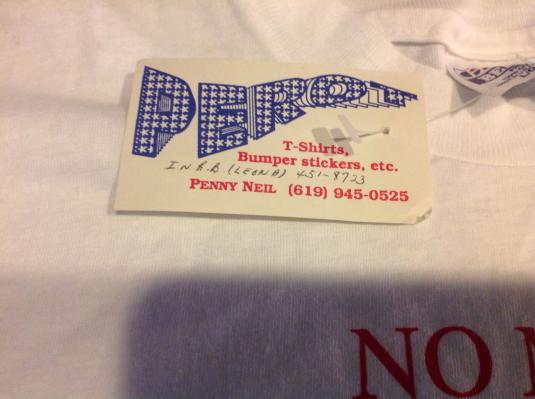 PEROT
T-Shirts,
Bumper stickers, etc.
IN R.B (LEONA) 451-8723
PENNY NEIL (619) 945-0525
NO